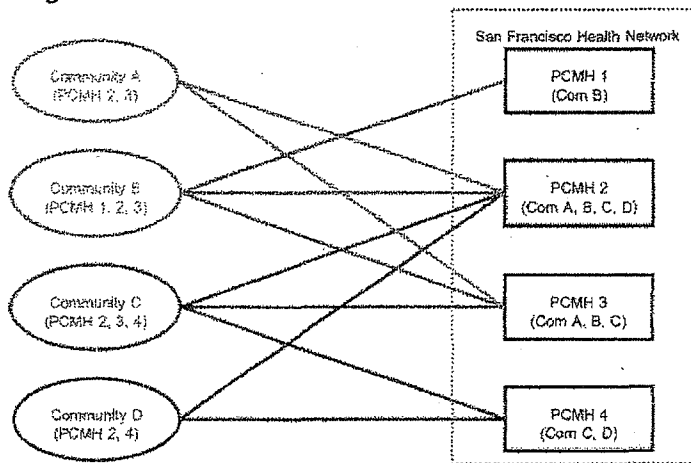 San Francisco Health Network
Community A
(PCMH 2, 3)
PCMH 1
(Com B)
Community B
(PCMH 1, 2, 3)
PCMH 2
(Com A, B, C, D)
Community C
(PCMH 2, 3, 4)
PCMH 3
(Com A, B, C)
Community D
(PCMH 2, 4)
PCMH 4
(Com C, D)